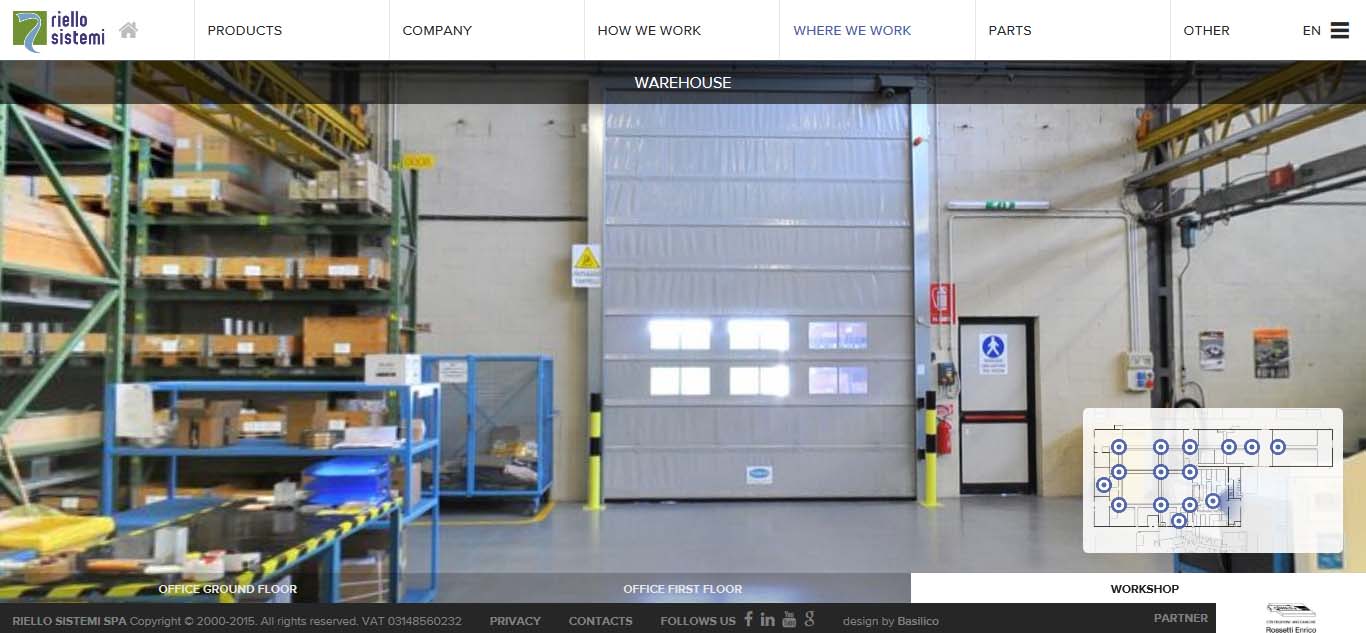 riello
sistemi
PRODUCTS
COMPANY
HOW WE WORK
WHERE WE WORK
PARTS
OTHER
EN
WAREHOUSE
OFFICE GROUND FLOOR
OFFICE FIRST FLOOR
WORKSHOP
RIELLO SISTEMI SPA Copyright © 2000-2015. All rights reserved. VAT 03148560232
PRIVACY
CONTACTS
FOLLOW US
design by Basilico
PARTNER
Rossetti Enrico